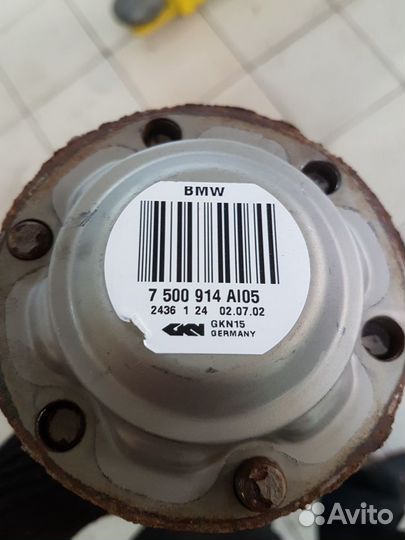 BMW
7 500 914 AI05
2436 1 24 02.07.02
GKN GKN15
GERMANY
Avito